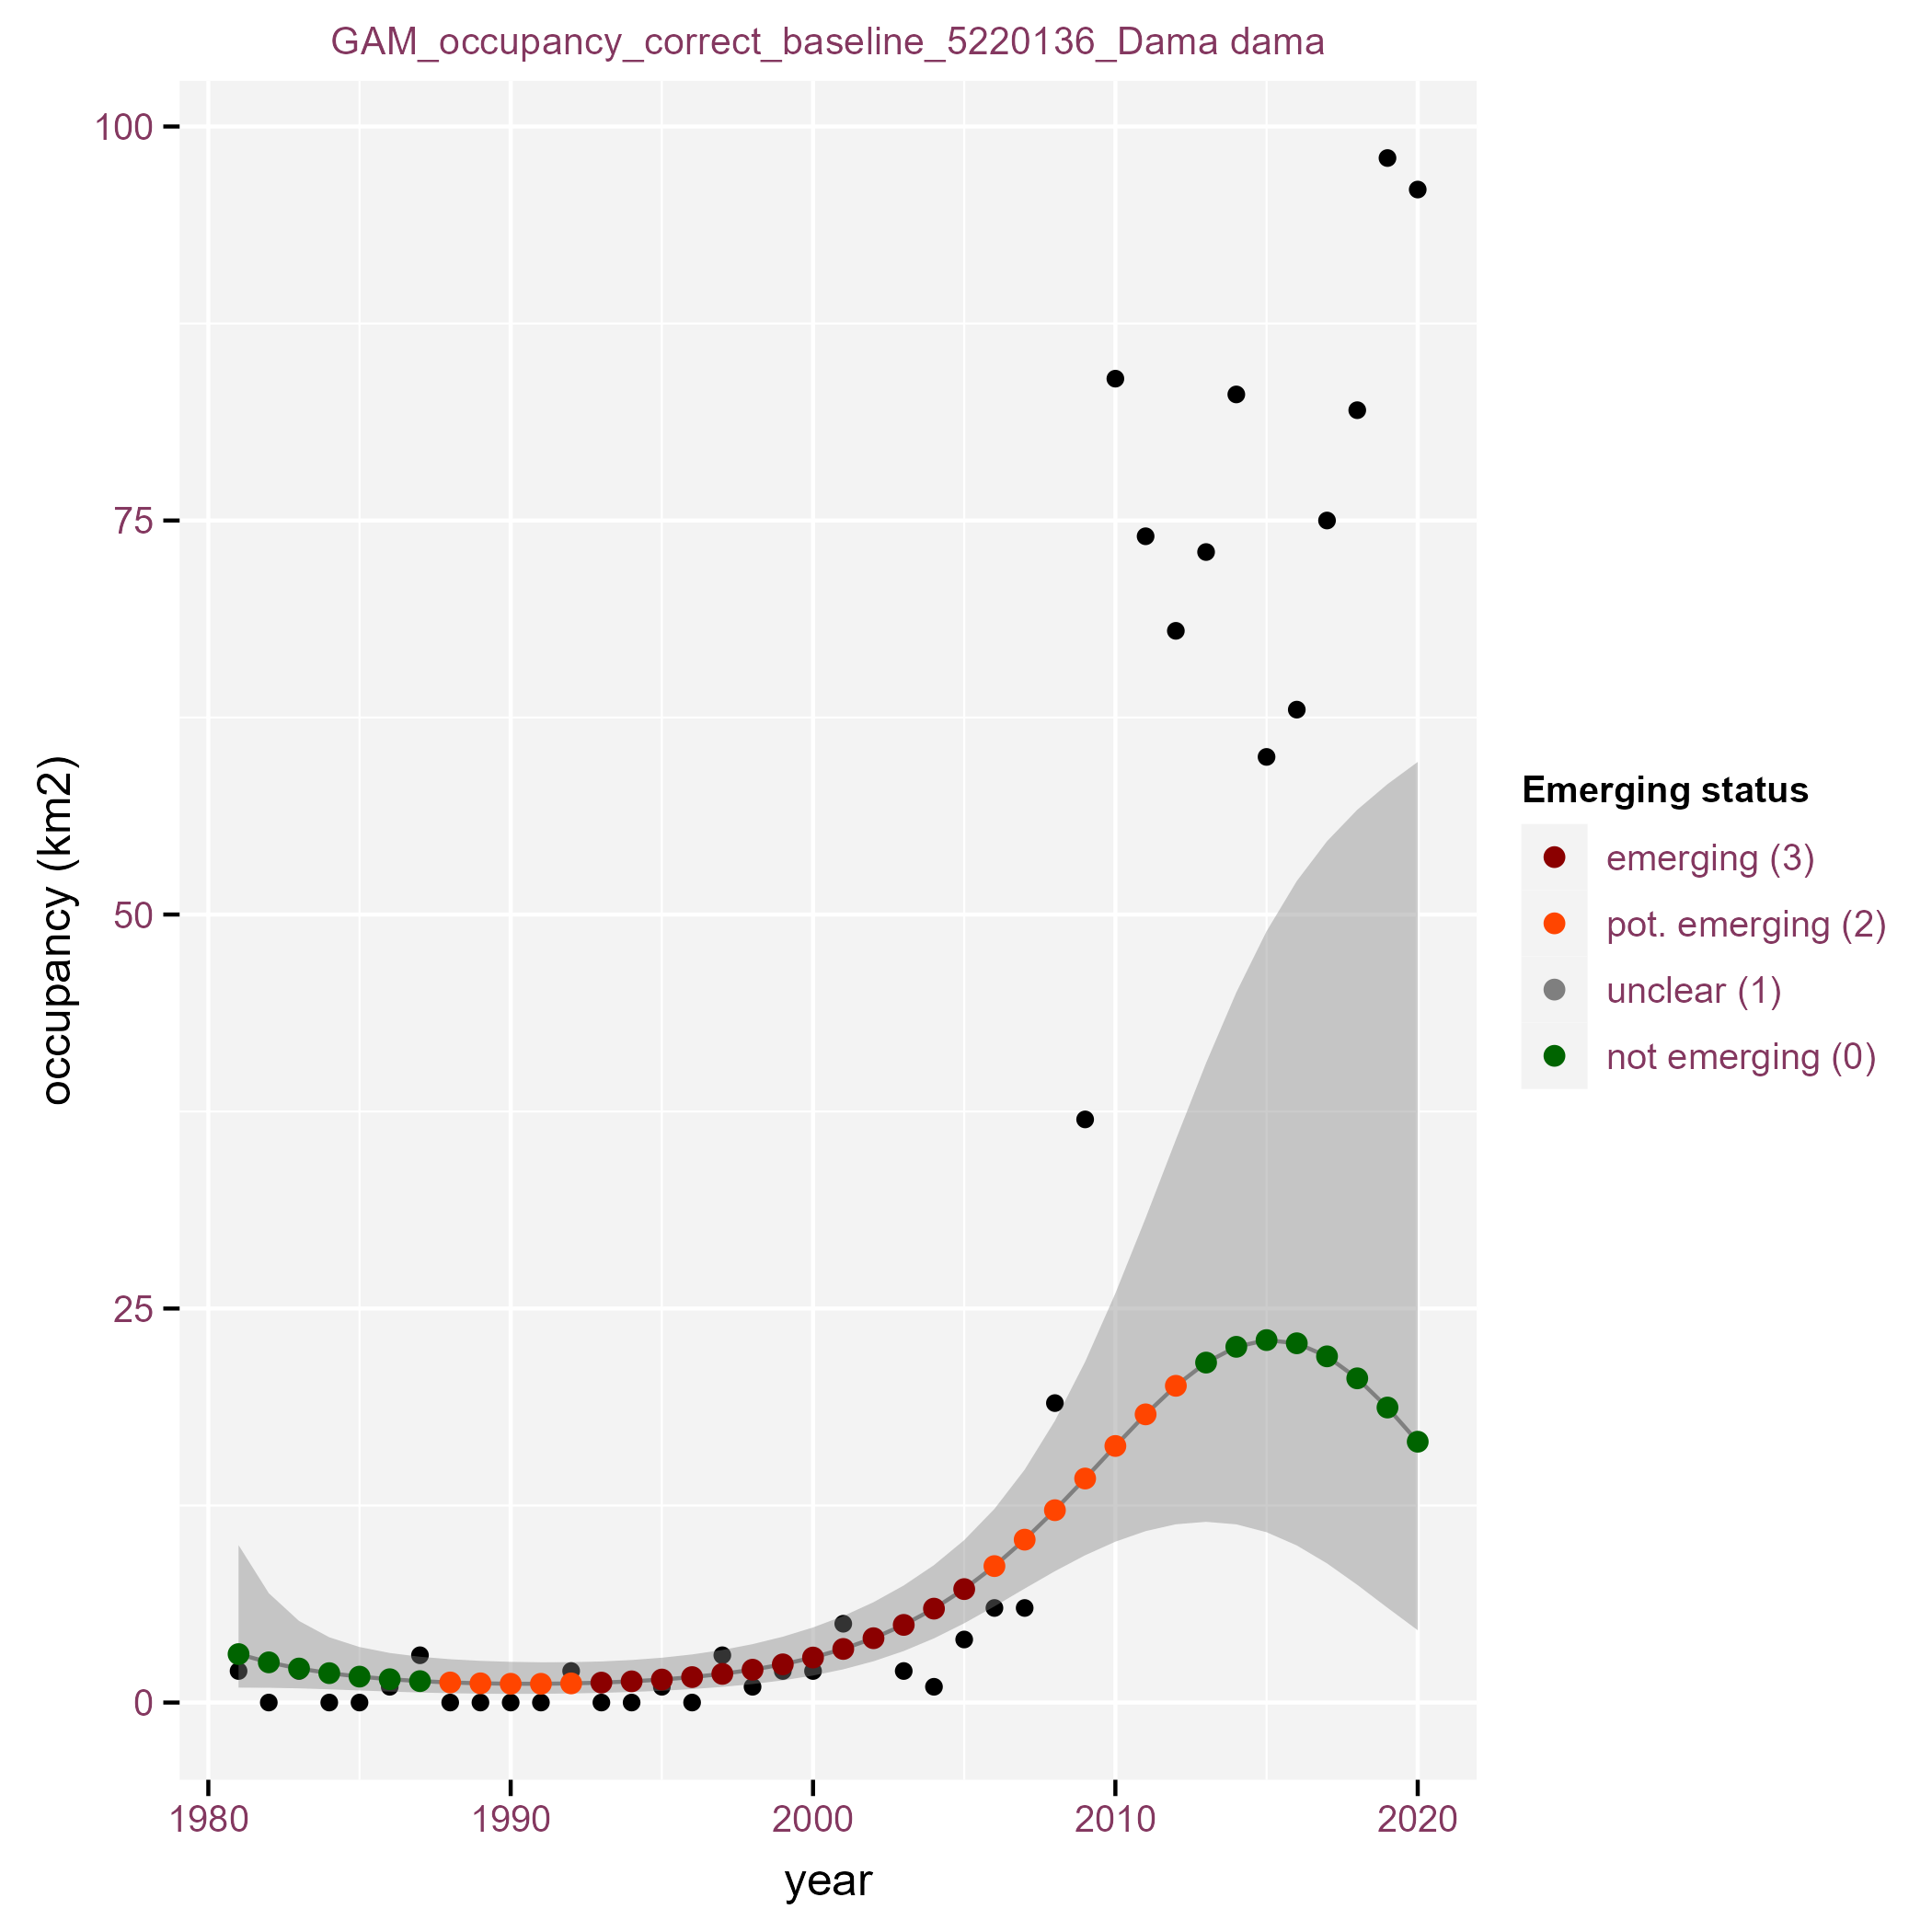 GAM_occupancy_correct_baseline_5220136_Dama dama
100
75
50
25
0
occupancy (km2)
1980
1990
2000
2010
2020
year
Emerging status
emerging (3)
pot. emerging (2)
unclear (1)
not emerging (0)